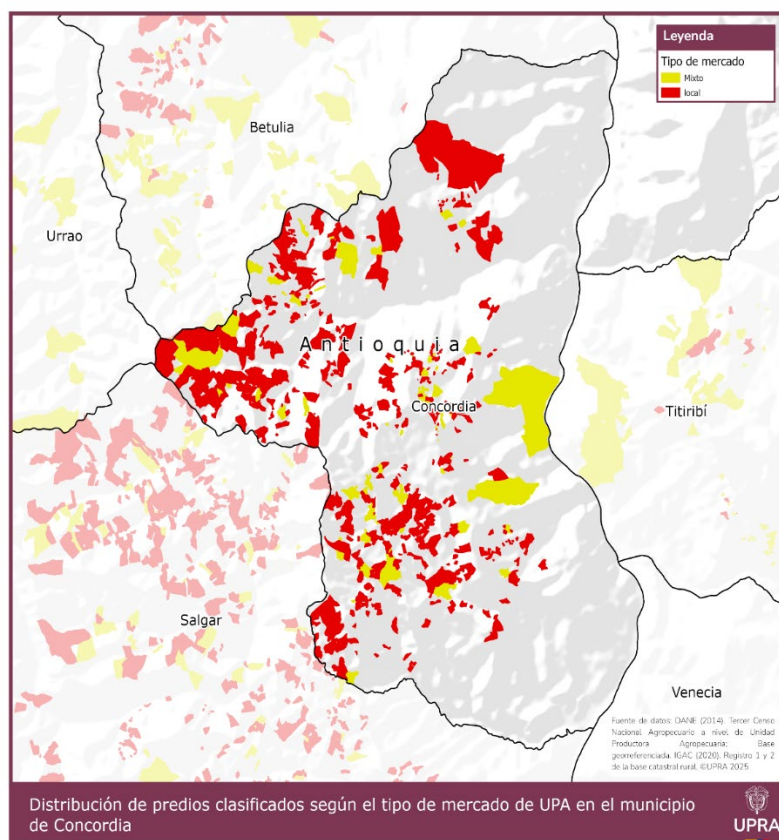 Leyenda
Tipo de mercado
Mixto
local
Betulia
Urrao
Antioquia
Concordia
Titiribí
Salgar
Venecia
Fuente de datos: DANE (2014). Tercer Censo
Nacional Agropecuario a nivel de Unidad
Productora Agropecuaria: Base
georreferenciada. IGAC (2020). Registro 1 y 2
de la base catastral rural. ©UPRA 2025
Distribución de predios clasificados según el tipo de mercado de UPA en el municipio
de Concordia
UPRA